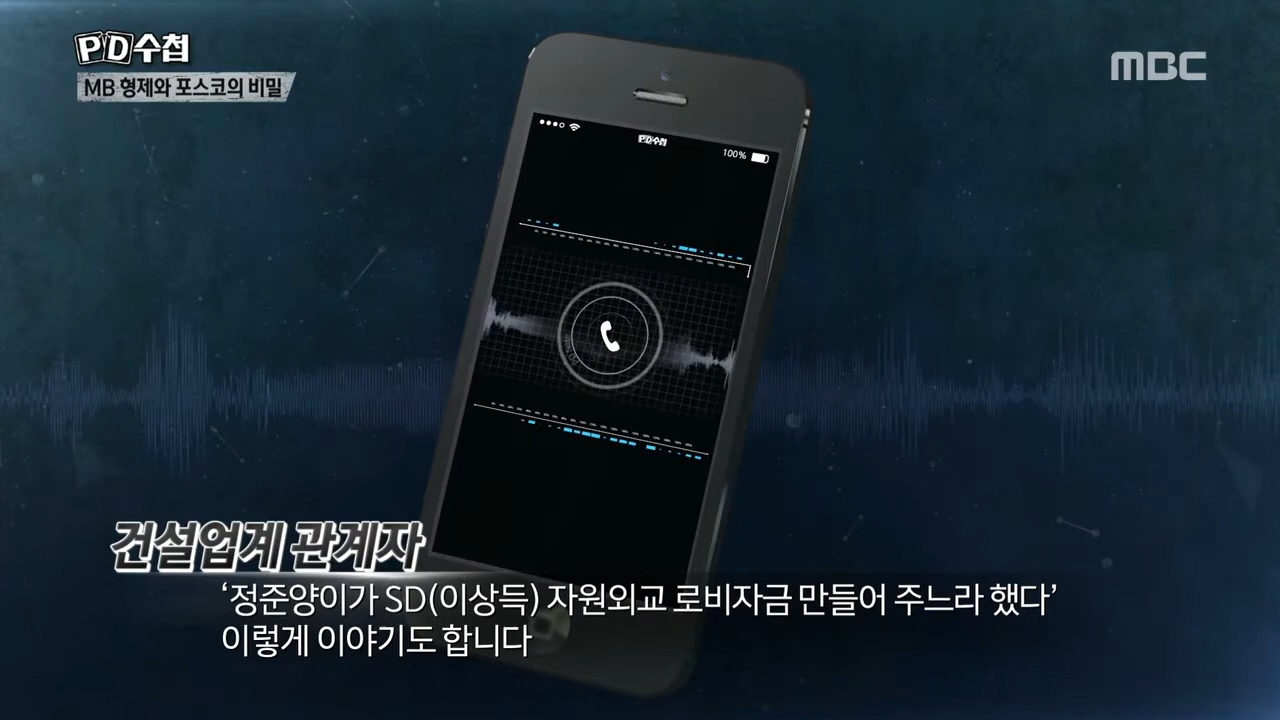 PD수첩
MB 형제와 포스코의 비밀
MBC
PD수첩
100%
건설업계 관계자
‘정준양이가 SD(이상득) 자원외교 로비자금 만들어 주느라 했다’
이렇게 이야기도 합니다